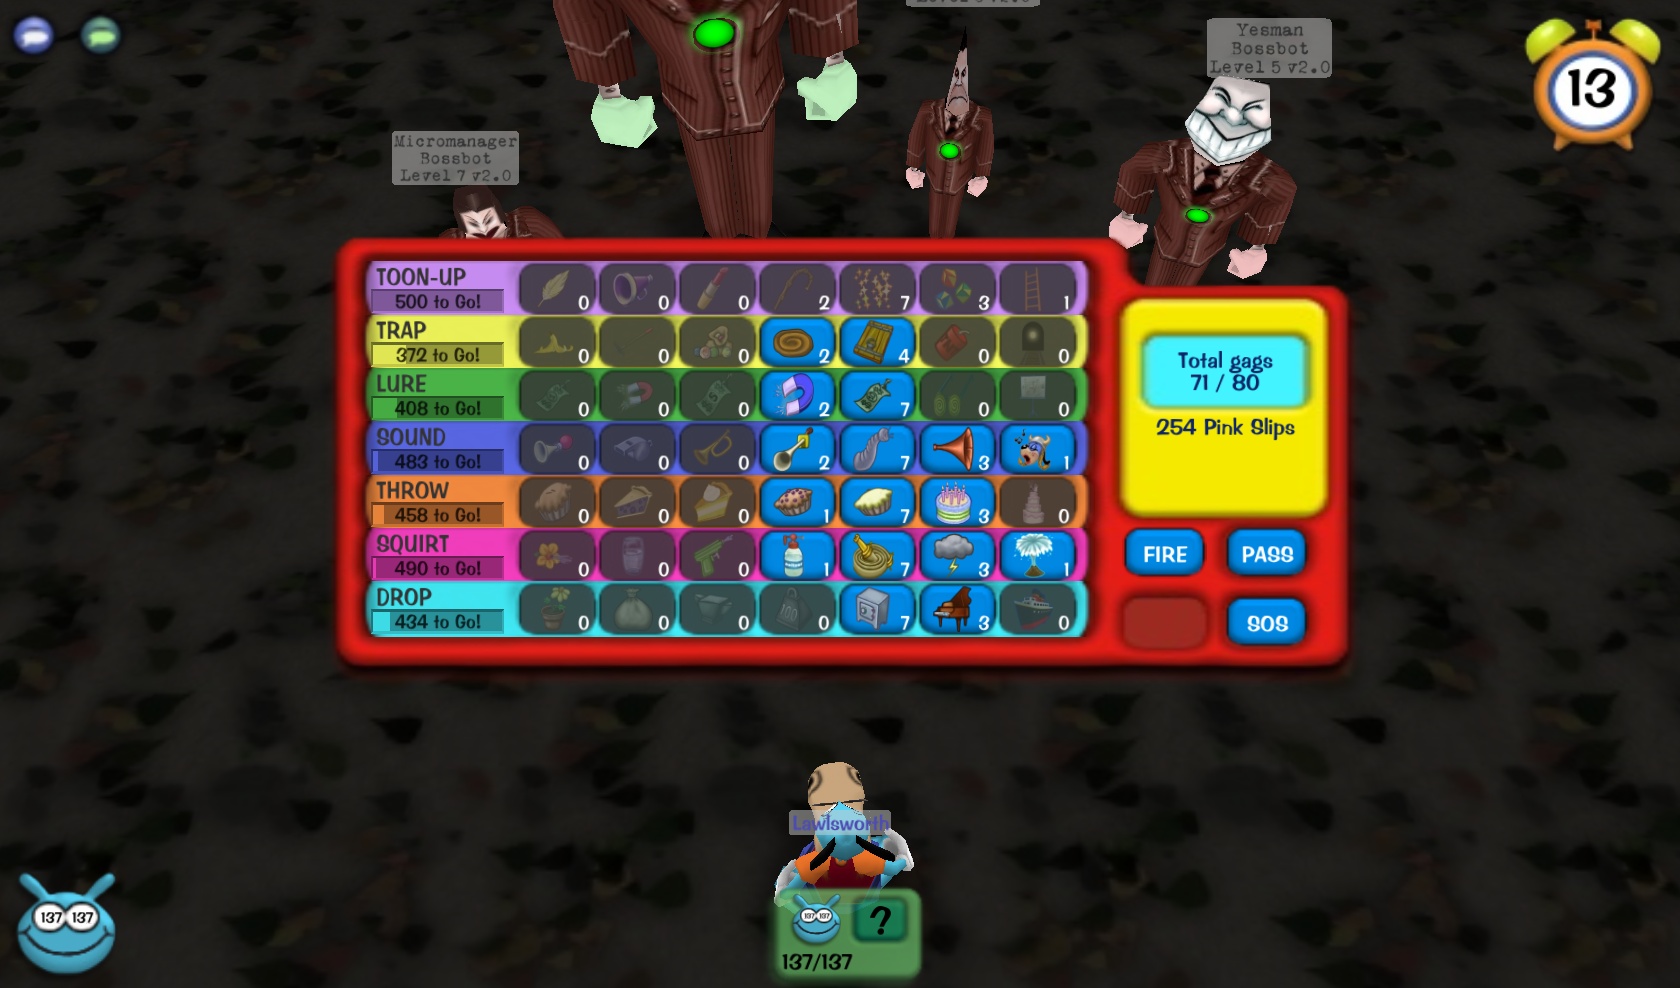 Yesman
Bossbot
Level 5 v2.0
13
Micromanager
Bossbot
Level 7 v2.0
TOON-UP
500 to Go!
0 0 0 2 7 3 1
TRAP
372 to Go!
0 0 0 2 4 0 0
LURE
408 to Go!
0 0 0 2 7 0 0
SOUND
483 to Go!
0 0 0 2 7 3 1
THROW
458 to Go!
0 0 0 1 7 3 0
SQUIRT
490 to Go!
0 0 0 1 7 3 1
DROP
434 to Go!
0 0 0 0 7 3 0
Total gags
71 / 80
254 Pink Slips
FIRE PASS
SOS
Lawlsworth
137 137
137 137
?
137/137